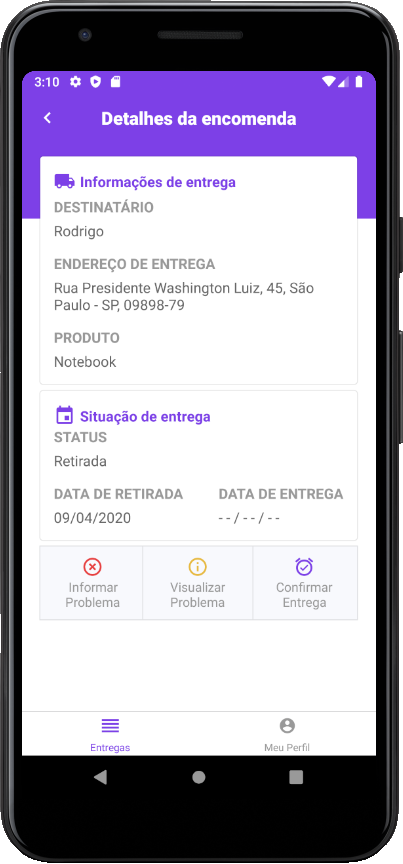 3:10
Detalhes da encomenda
Informações de entrega
DESTINATÁRIO
Rodrigo
ENDEREÇO DE ENTREGA
Rua Presidente Washington Luiz, 45, São
Paulo - SP, 09898-79
PRODUTO
Notebook
Situação de entrega
STATUS
Retirada
DATA DE RETIRADA DATA DE ENTREGA
09/04/2020 - - / - - / - -
Informar Visualizar Confirmar
Problema Problema Entrega
Entregas Meu Perfil